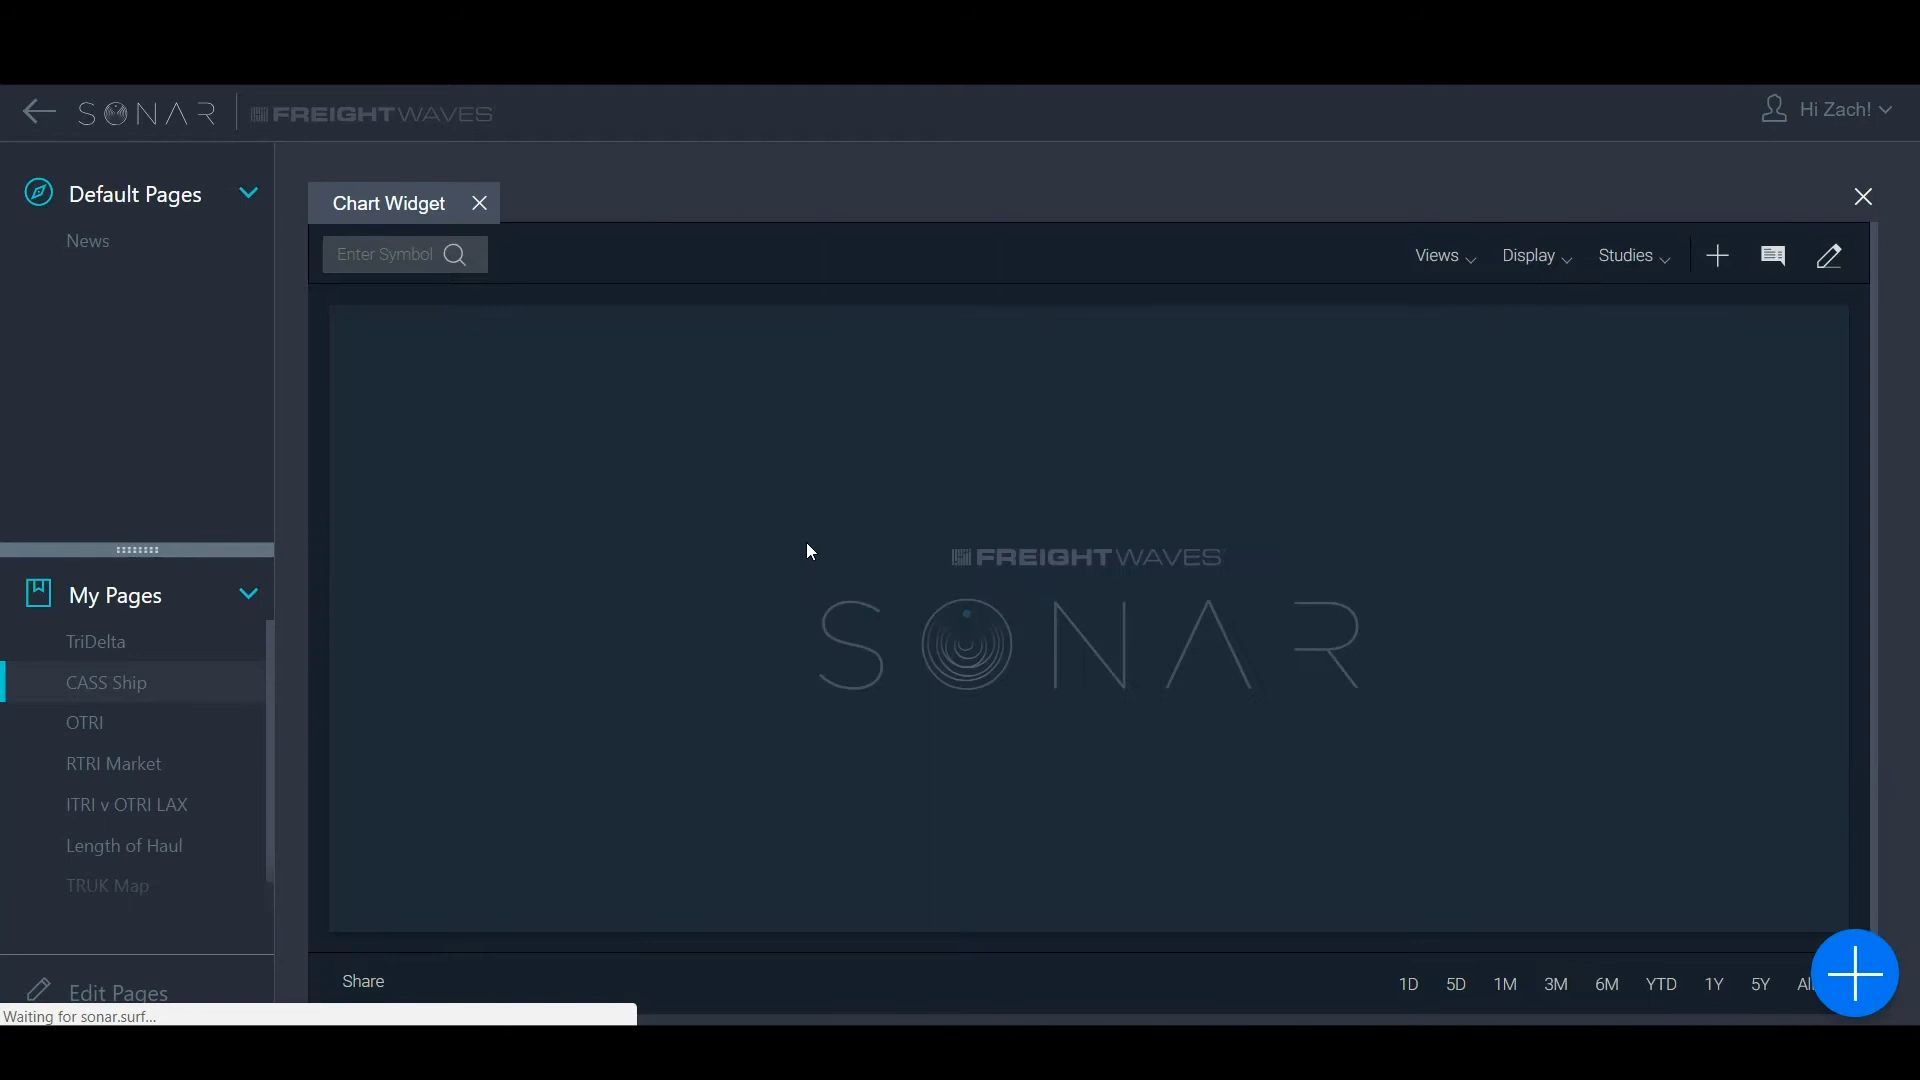 SONAR FREIGHTWAVES
Hi Zach!
Default Pages
News
Chart Widget
Enter Symbol
Views
Display
Studies
FREIGHTWAVES
SONAR
My Pages
TriDelta
CASS Ship
OTRI
RTRI Market
ITRI v OTRI LAX
Length of Haul
TRUK Map
Edit Pages
Share
1D 5D 1M 3M 6M YTD 1Y 5Y All
Waiting for sonar.surf...